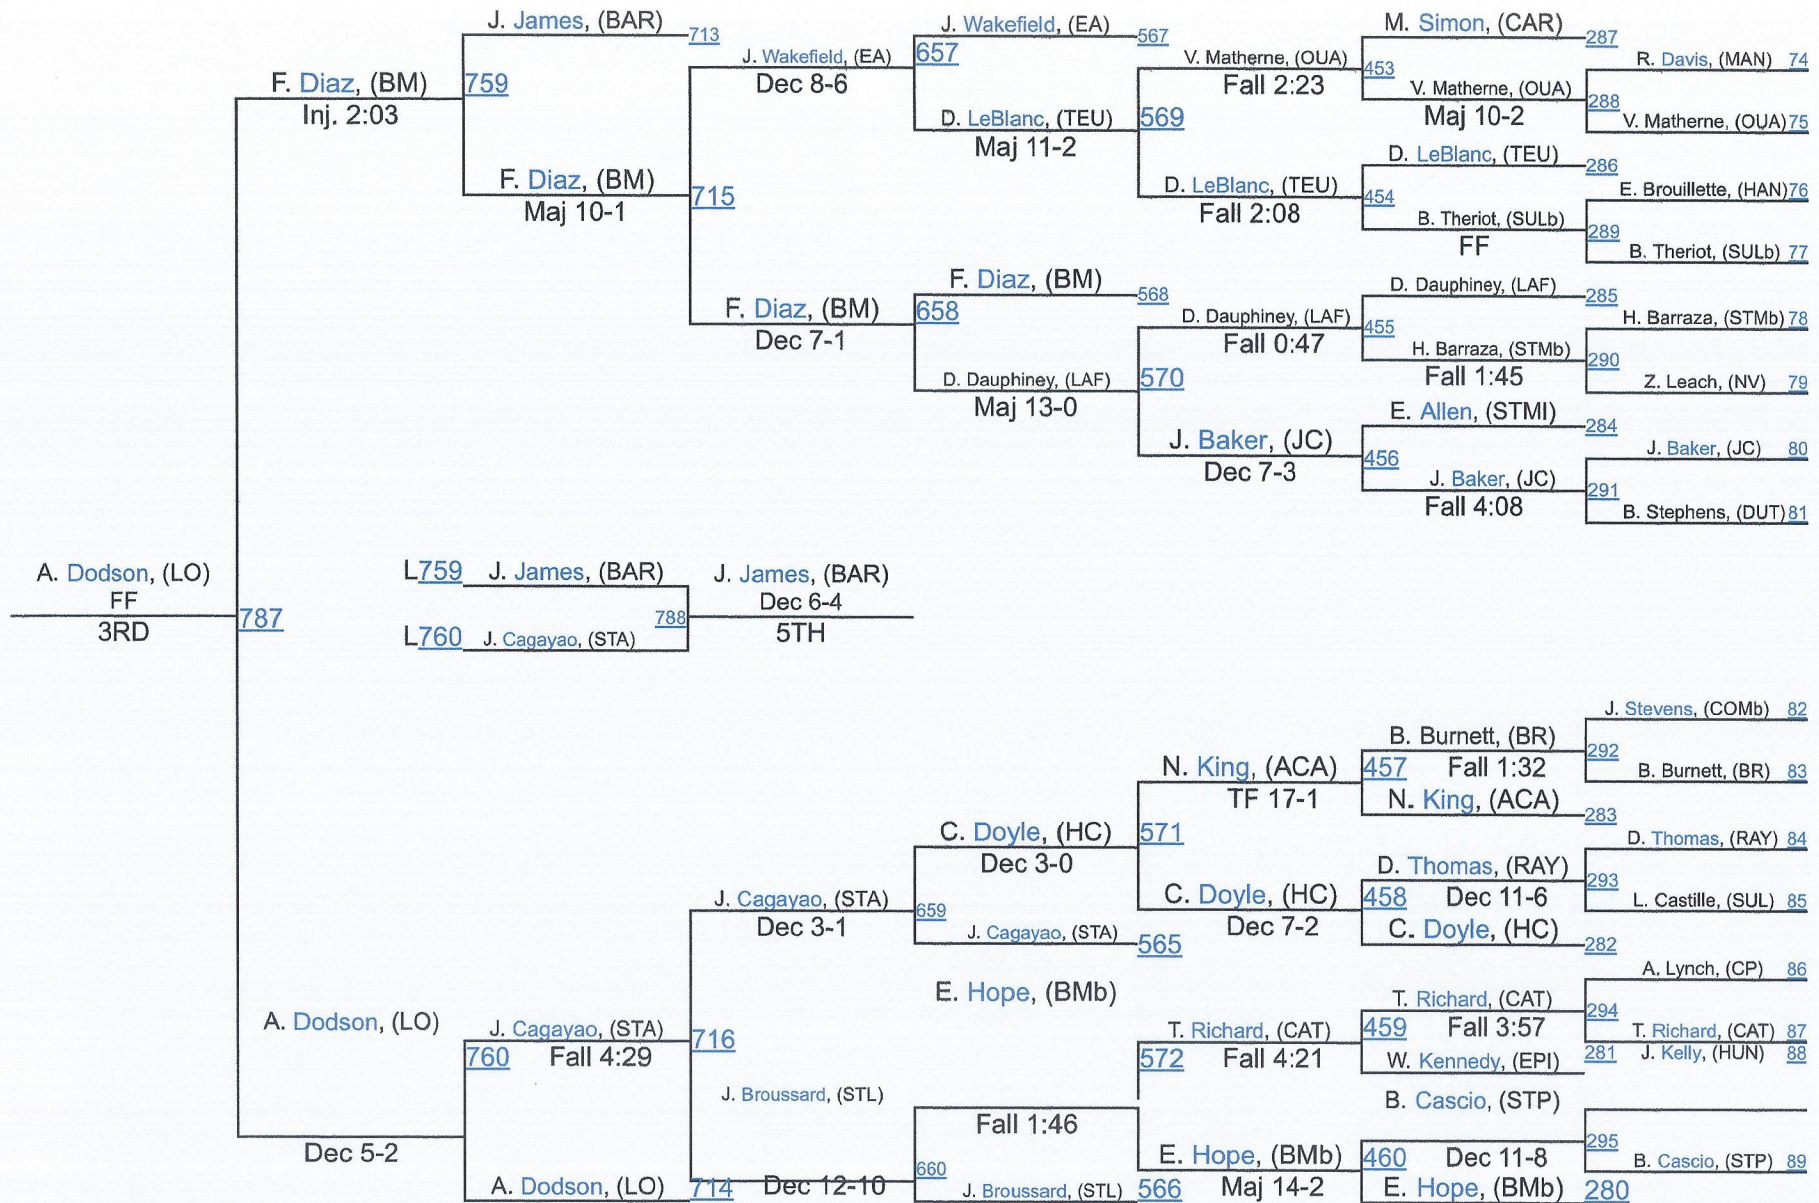 J. James, (BAR)
713
J. Wakefield, (EA)
567
M. Simon, (CAR)
287
F. Diaz, (BM)
759
Inj. 2:03
J. Wakefield, (EA)
657
Dec 8-6
V. Matherne, (OUA)
453
Fall 2:23
R. Davis, (MAN) 74
V. Matherne, (OUA)
288
Maj 10-2
V. Matherne, (OUA) 75
D. LeBlanc, (TEU)
569
Maj 11-2
D. LeBlanc, (TEU)
286
F. Diaz, (BM)
715
Maj 10-1
D. LeBlanc, (TEU)
454
Fall 2:08
E. Brouillette, (HAN) 76
B. Theriot, (SULb)
289
FF
B. Theriot, (SULb) 77
F. Diaz, (BM)
568
D. Dauphiney, (LAF)
285
F. Diaz, (BM)
658
Dec 7-1
D. Dauphiney, (LAF)
455
Fall 0:47
H. Barraza, (STMb) 78
H. Barraza, (STMb)
290
Fall 1:45
Z. Leach, (NV) 79
D. Dauphiney, (LAF)
570
Maj 13-0
E. Allen, (STMI)
284
J. Baker, (JC)
456
Dec 7-3
J. Baker, (JC) 80
J. Baker, (JC)
291
Fall 4:08
B. Stephens, (DUT) 81
A. Dodson, (LO)
FF
3RD
787
L759 J. James, (BAR)
J. James, (BAR)
Dec 6-4
788
5TH
L760 J. Cagayao, (STA)
J. Stevens, (COMb) 82
B. Burnett, (BR)
292
Fall 1:32
B. Burnett, (BR) 83
N. King, (ACA)
457
TF 17-1
N. King, (ACA)
283
C. Doyle, (HC)
571
Dec 3-0
D. Thomas, (RAY) 84
D. Thomas, (RAY)
293
Dec 11-6
L. Castille, (SUL) 85
C. Doyle, (HC)
458
Dec 7-2
C. Doyle, (HC)
282
J. Cagayao, (STA)
659
Dec 3-1
J. Cagayao, (STA)
565
A. Lynch, (CP) 86
E. Hope, (BMb)
T. Richard, (CAT)
294
Fall 3:57
T. Richard, (CAT) 87
A. Dodson, (LO)
J. Cagayao, (STA)
716
760
Fall 4:29
T. Richard, (CAT)
459
572
Fall 4:21
W. Kennedy, (EPI)
281
J. Kelly, (HUN) 88
J. Broussard, (STL)
B. Cascio, (STP)
Fall 1:46
Dec 5-2
E. Hope, (BMb)
460
Dec 11-8
295
B. Cascio, (STP) 89
A. Dodson, (LO)
714
Dec 12-10
660
J. Broussard, (STL)
566
Maj 14-2
E. Hope, (BMb)
280